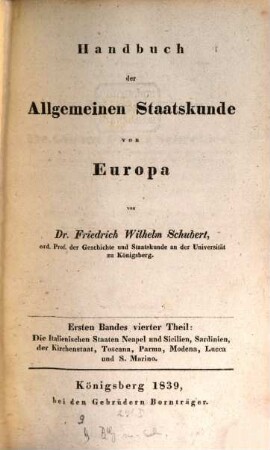 Handbuch
der
Allgemeinen Staatskunde
von
Europa
von
Dr. Friedrich Wilhelm Schubert,
ord. Prof. der Geschichte und Staatskunde an der Universität
zu Königsberg.
Ersten Bandes vierter Theil:
Die Italienischen Staaten Neapel und Sicilien, Sardinien,
der Kirchenstaat, Toscana, Parma, Modena, Lucca
und S. Marino.
Königsberg 1839,
bei den Gebrüdern Bornträger.